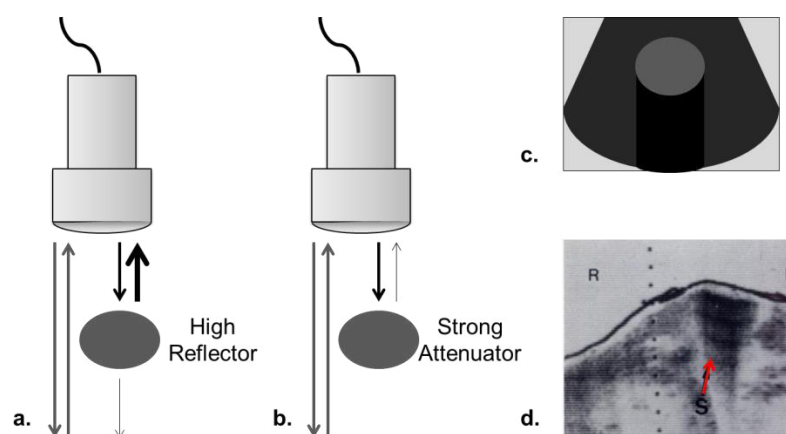 High
Reflector
a.
Strong
Attenuator
b.
c.
R
S
d.